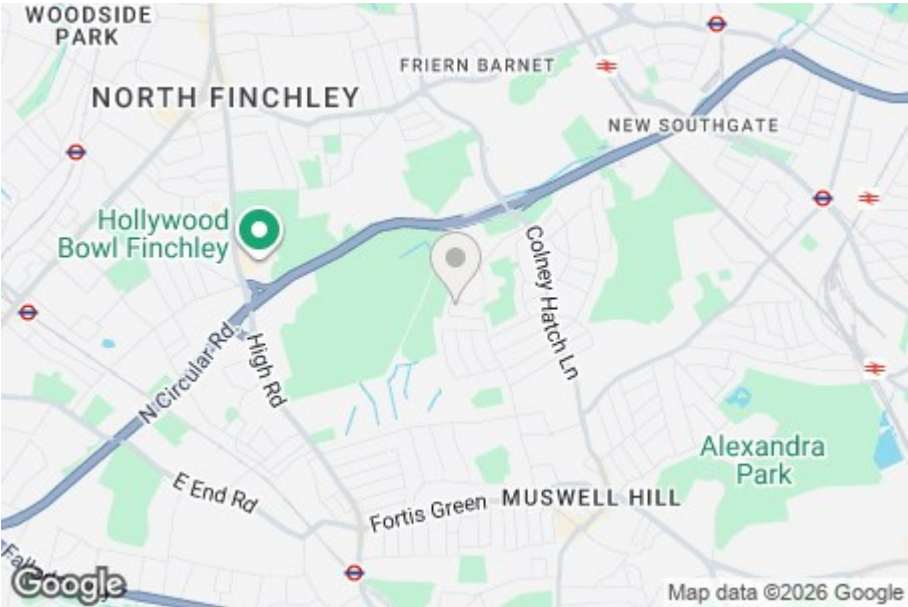 WOODSIDE
PARK
FRIERN BARNET
NORTH FINCHLEY
NEW SOUTHGATE
Hollywood
Bowl Finchley
Colney Hatch Ln
N Circular Rd
High Rd
Alexandra
Park
E End Rd
Fortis Green
MUSWELL HILL
Google
Map data ©2026 Google